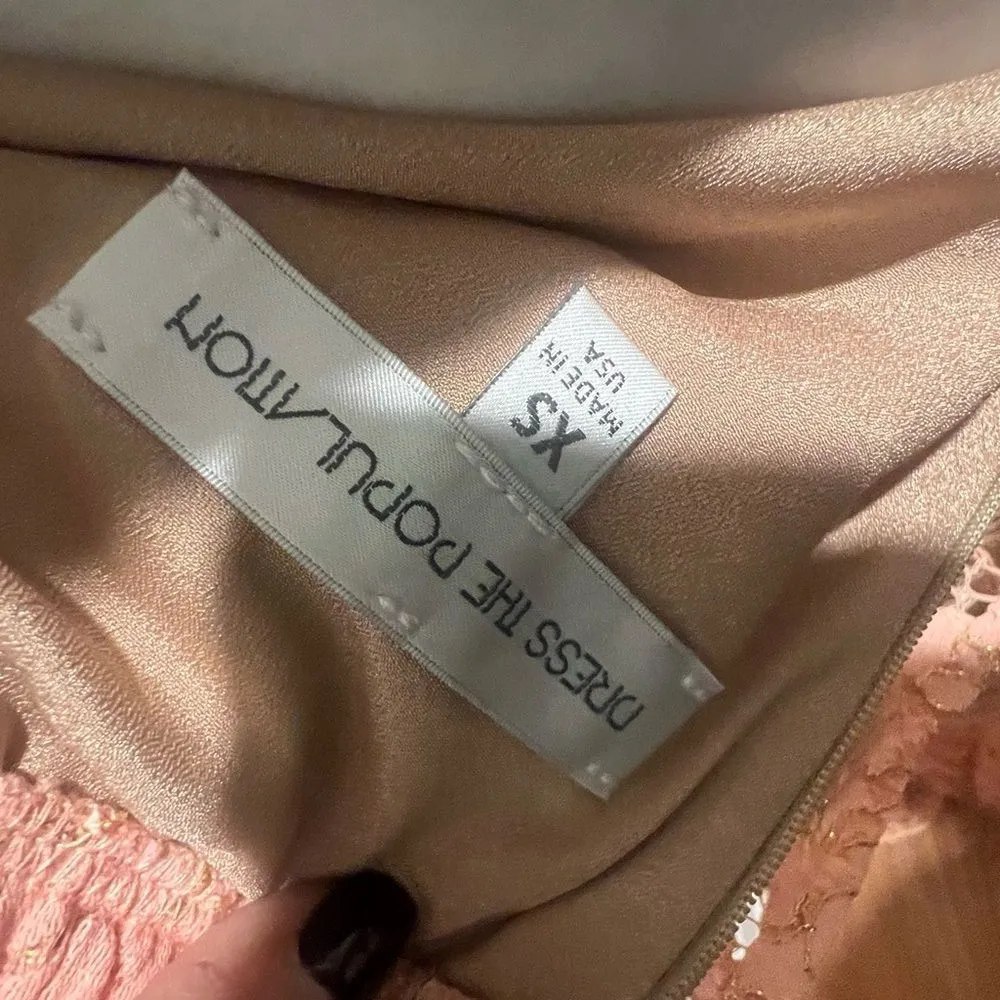 DRESS THE POPULATION
XS
MADE IN
USA